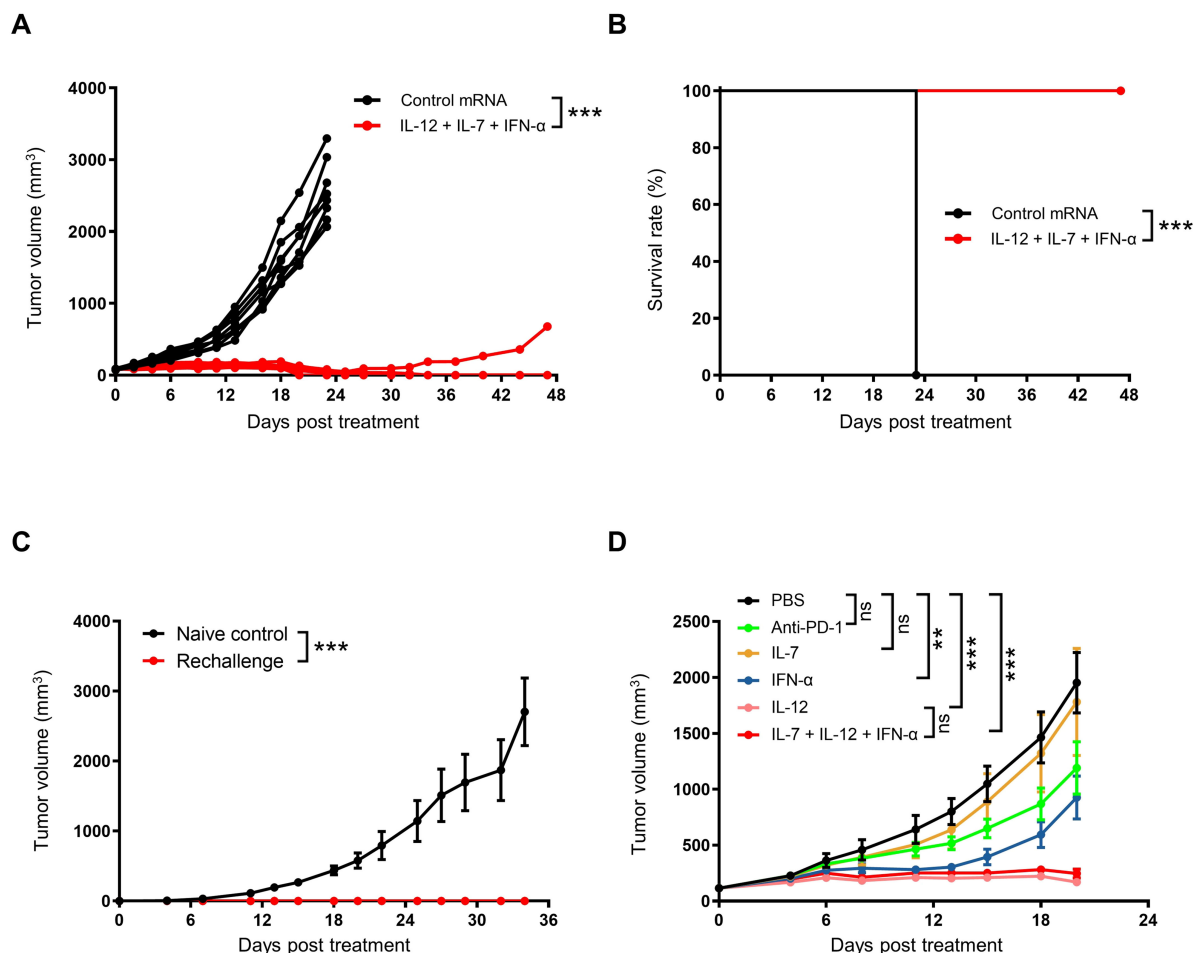 A
B
4000
3000
2000
1000
0
0 6 12 18 24 30 36 42 48
Tumor volume (mm³)
Days post treatment
Control mRNA
IL-12 + IL-7 + IFN-α
***
100
80
60
40
20
0
0 6 12 18 24 30 36 42 48
Survival rate (%)
Days post treatment
Control mRNA
IL-12 + IL-7 + IFN-α
***
C
D
4000
3000
2000
1000
0
0 6 12 18 24 30 36
Tumor volume (mm³)
Days post treatment
Naive control
Rechallenge
***
PBS
Anti-PD-1
IL-7
IFN-α
IL-12
IL-7 + IL-12 + IFN-α
ns
ns
**
***
***
ns
2500
2000
1500
1000
500
0
0 6 12 18 24
Tumor volume (mm³)
Days post treatment